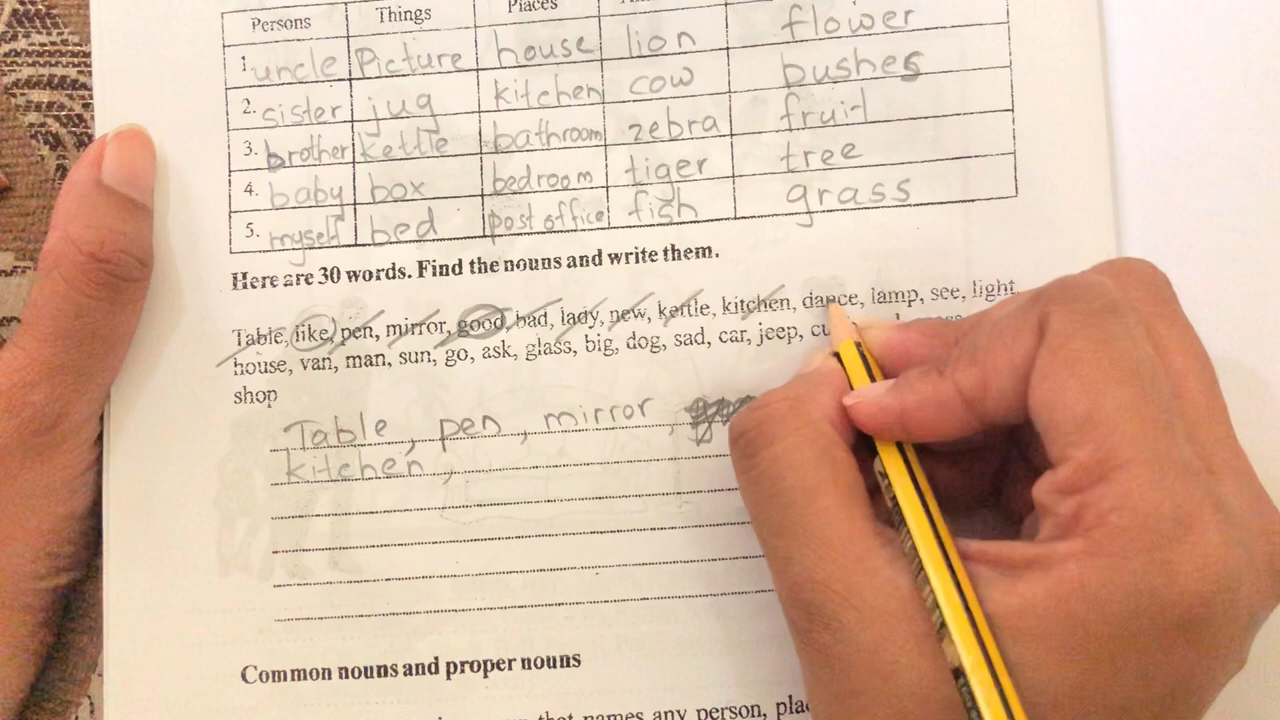 Persons Things Places
1. uncle Picture house lion flower
2. sister jug kitchen cow bushes
3. brother kettle bathroom zebra fruit
4. baby box bedroom tiger tree
5. myself bed post office fish grass
Here are 30 words. Find the nouns and write them.
Table, like, pen, mirror, good, bad, lady, new, kettle, kitchen, dance, lamp, see, light,
house, van, man, sun, go, ask, glass, big, dog, sad, car, jeep,
shop
Table, pen, mirror,
kitchen,
Common nouns and proper nouns
that names any person,